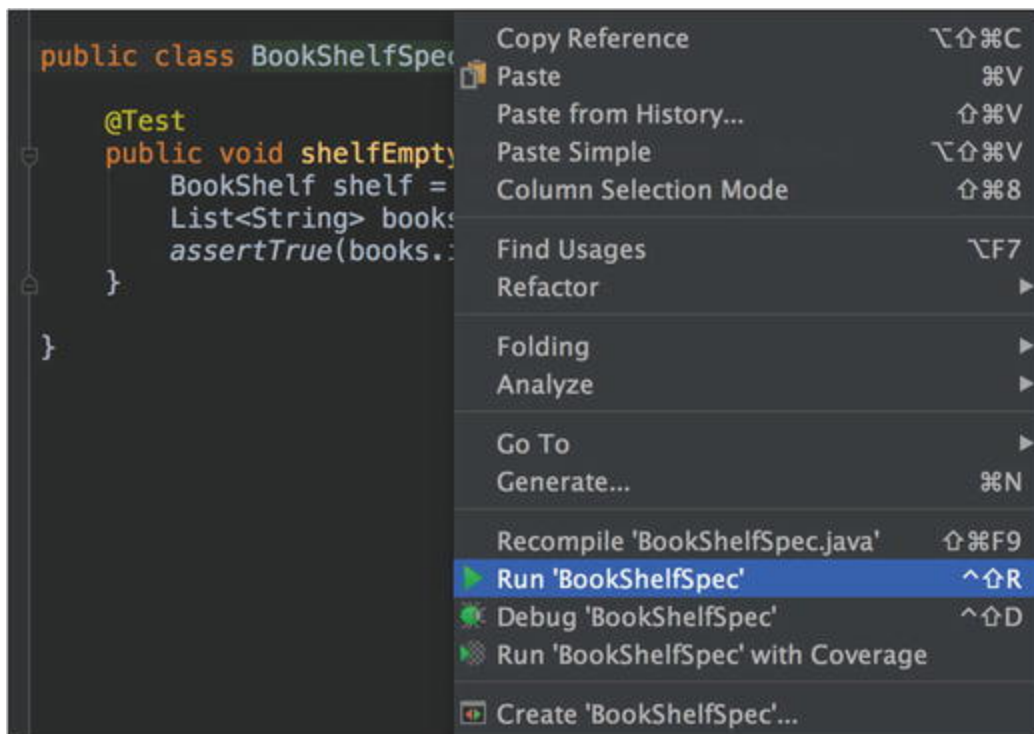 public class BookShelfSpec
@Test
public void shelfEmpty
BookShelf shelf =
List<String> books
assertTrue(books.
}
}
Copy Reference ⌥⇧⌘C
Paste ⌘V
Paste from History... ⇧⌘V
Paste Simple ⌥⇧⌘V
Column Selection Mode ⇧⌘8
Find Usages ⌥F7
Refactor
Folding
Analyze
Go To
Generate... ⌘N
Recompile 'BookShelfSpec.java' ⇧⌘F9
Run 'BookShelfSpec' ^⇧R
Debug 'BookShelfSpec' ^⇧D
Run 'BookShelfSpec' with Coverage
Create 'BookShelfSpec'...